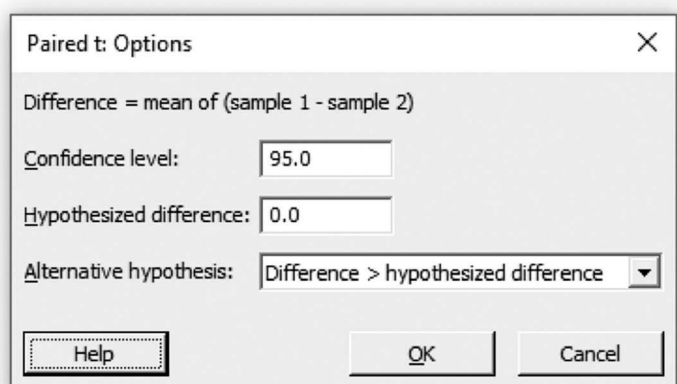 Paired t: Options
Difference = mean of (sample 1 - sample 2)
Confidence level: 95.0
Hypothesized difference: 0.0
Alternative hypothesis: Difference > hypothesized difference
Help OK Cancel